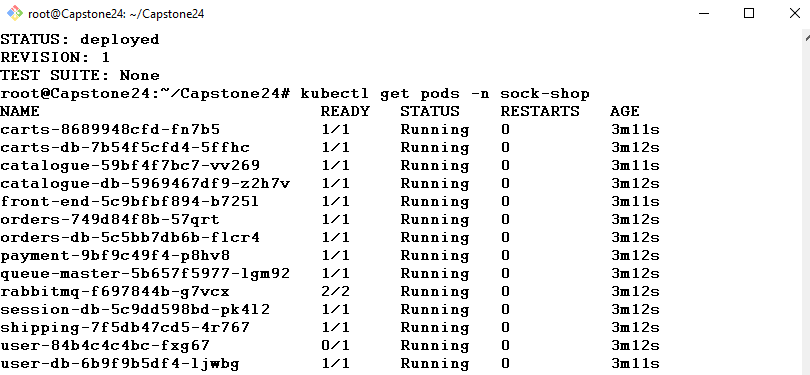 root@Capstone24: ~/Capstone24
STATUS: deployed
REVISION: 1
TEST SUITE: None
root@Capstone24:~/Capstone24# kubectl get pods -n sock-shop
NAME READY STATUS RESTARTS AGE
carts-8689948cfd-fn7b5 1/1 Running 0 3m11s
carts-db-7b54f5cfd4-5ffhc 1/1 Running 0 3m12s
catalogue-59bf4f7bc7-vv269 1/1 Running 0 3m11s
catalogue-db-5969467df9-z2h7v 1/1 Running 0 3m12s
front-end-5c9bfbf894-b725l 1/1 Running 0 3m11s
orders-749d84f8b-57qrt 1/1 Running 0 3m12s
orders-db-5c5bb7db6b-flcr4 1/1 Running 0 3m12s
payment-9bf9c49f4-p8hv8 1/1 Running 0 3m12s
queue-master-5b657f5977-lgm92 1/1 Running 0 3m12s
rabbitmq-f697844b-g7vcx 2/2 Running 0 3m12s
session-db-5c9dd598bd-pk4l2 1/1 Running 0 3m12s
shipping-7f5db47cd5-4r767 1/1 Running 0 3m12s
user-84b4c4c4bc-fxg67 0/1 Running 0 3m12s
user-db-6b9f9b5df4-ljwbg 1/1 Running 0 3m11s